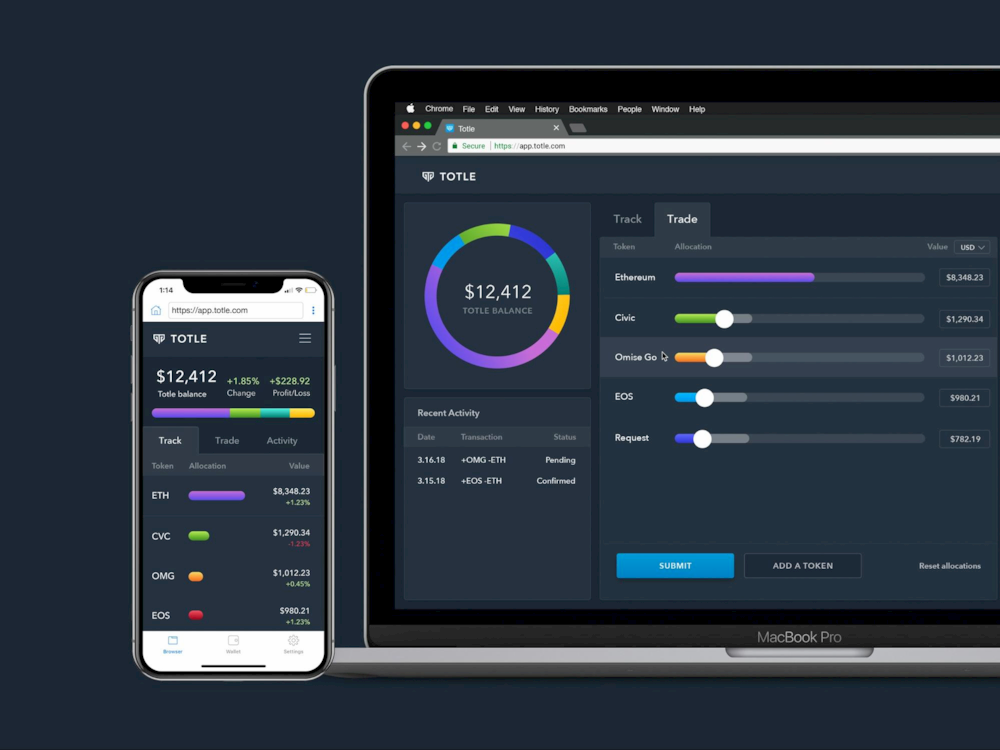 Chrome File Edit View History Bookmarks People Window Help
Totle
Secure https://app.totle.com
TOTLE
$12,412
TOTLE BALANCE
Recent Activity
Date Transaction Status
3.16.18 +OMG -ETH Pending
3.15.18 +EOS -ETH Confirmed
Track Trade
Token Allocation Value USD
Ethereum $8,348.23
Civic $1,290.34
Omise Go $1,012.23
EOS $980.21
Request $782.19
SUBMIT ADD A TOKEN Reset allocations
MacBook Pro
1:14
https://app.totle.com
TOTLE
$12,412 +1.85% +$228.92
Totle balance Change Profit/Loss
Track Trade Activity
Token Allocation Value
ETH $8,348.23
+1.23%
CVC $1,290.34
-1.23%
OMG $1,012.23
+0.45%
EOS $980.21
+1.23%
Browser Wallet Settings